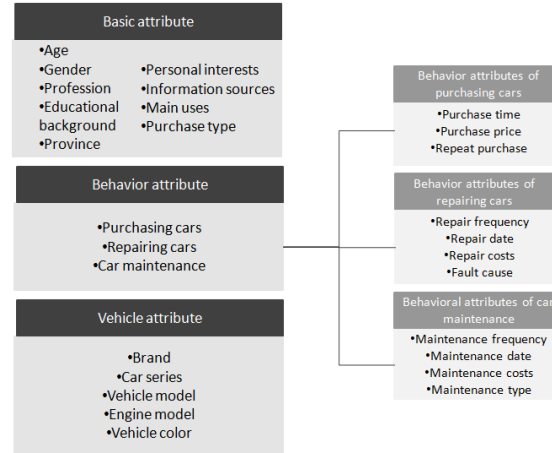 Basic attribute
•Age
•Gender
•Profession
•Educational
background
•Province
•Personal interests
•Information sources
•Main uses
•Purchase type
Behavior attribute
•Purchasing cars
•Repairing cars
•Car maintenance
Vehicle attribute
•Brand
•Car series
•Vehicle model
•Engine model
•Vehicle color
Behavior attributes of
purchasing cars
•Purchase time
•Purchase price
•Repeat purchase
Behavior attributes of
repairing cars
•Repair frequency
•Repair date
•Repair costs
•Fault cause
Behavioral attributes of car
maintenance
•Maintenance frequency
•Maintenance date
•Maintenance costs
•Maintenance type